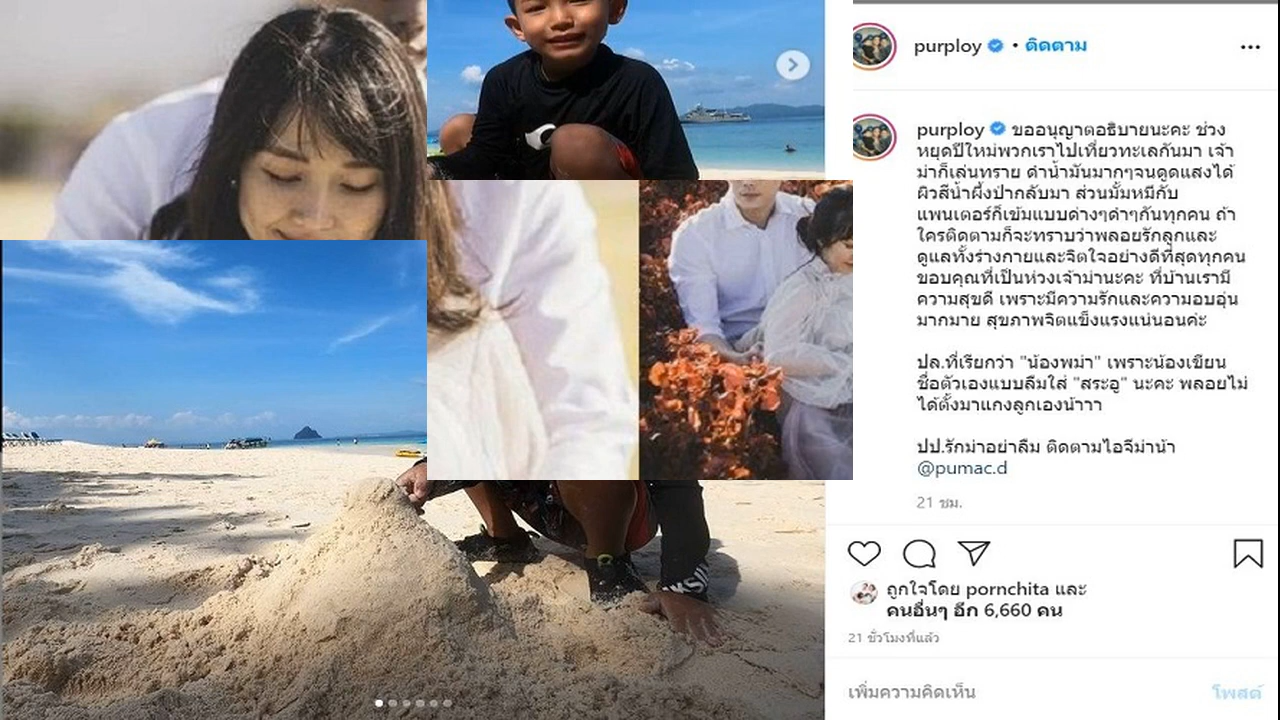 purploy • ติดตาม
purploy ขออนุญาตอธิบายนะคะ ช่วง
หยุดปีใหม่พวกเราไปเที่ยวทะเลกันมา เจ้า
ม่าก็เล่นทราย ดำน้ำมันมากๆจนดูดแสงได้
ผิวสีน้ำผึ้งป่ากลับมา ส่วนมั้มหมีกับ
แพนเตอร์ก็เข้มแบบด่างๆดำๆกันทุกคน ถ้า
ใครติดตามก็จะทราบว่าพลอยรักลูกและ
ดูแลทั้งร่างกายและจิตใจอย่างดีที่สุดทุกคน
ขอบคุณที่เป็นห่วงเจ้าม่านะคะ ที่บ้านเรามี
ความสุขดี เพราะมีความรักและความอบอุ่น
มากมาย สุขภาพจิตแข็งแรงแน่นอนค่ะ
ปล.ที่เรียกว่า "น้องพม่า" เพราะน้องเขียน
ชื่อตัวเองแบบลืมใส่ "สระอู" นะคะ พลอยไม่
ได้ตั้งมาแกงลูกเองน้าาา
ปป.รักม่าอย่าลืม ติดตามไอจีม่าน้า
@pumac.d
21 ชม.
ถูกใจโดย pornchita และ
คนอื่นๆ อีก 6,660 คน
21 ชั่วโมงที่แล้ว
เพิ่มความคิดเห็น
โพสต์